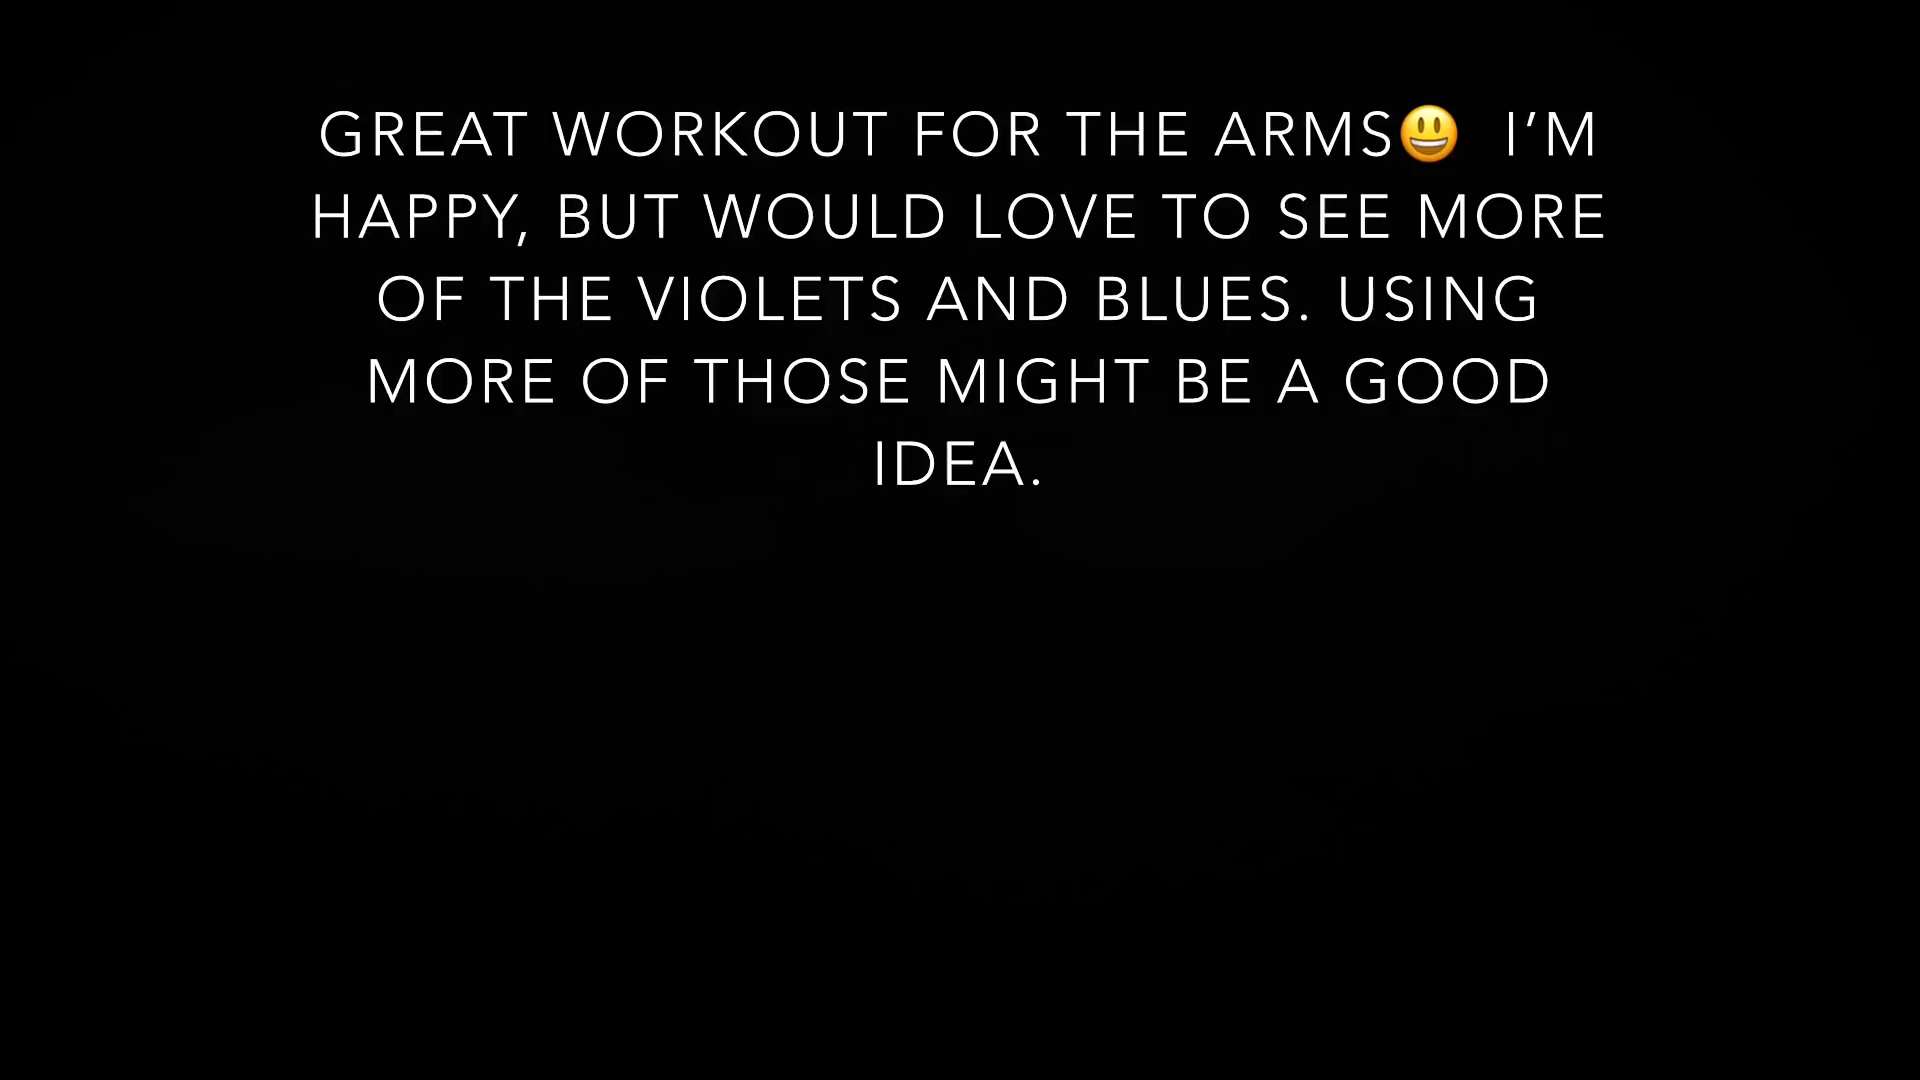 GREAT WORKOUT FOR THE ARMS😃 I’M
HAPPY, BUT WOULD LOVE TO SEE MORE
OF THE VIOLETS AND BLUES. USING
MORE OF THOSE MIGHT BE A GOOD
IDEA.